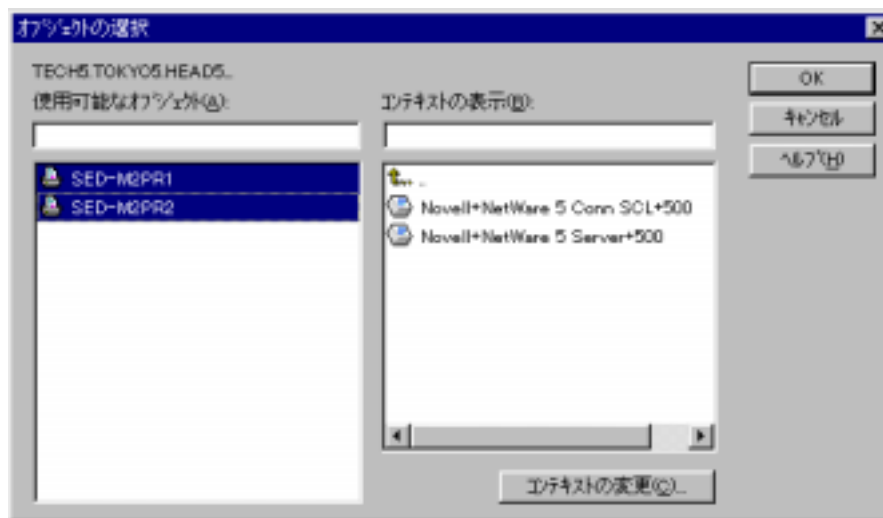 オブジェクトの選択
TECH5.TOKYO5.HEAD5..
使用可能なオブジェクト(A):
SED-M2PR1
SED-M2PR2
コンテキストの表示(B):
..
Novell+NetWare 5 Conn SCL+500
Novell+NetWare 5 Server+500
コンテキストの変更(C)...
OK
キャンセル
ヘルプ(H)